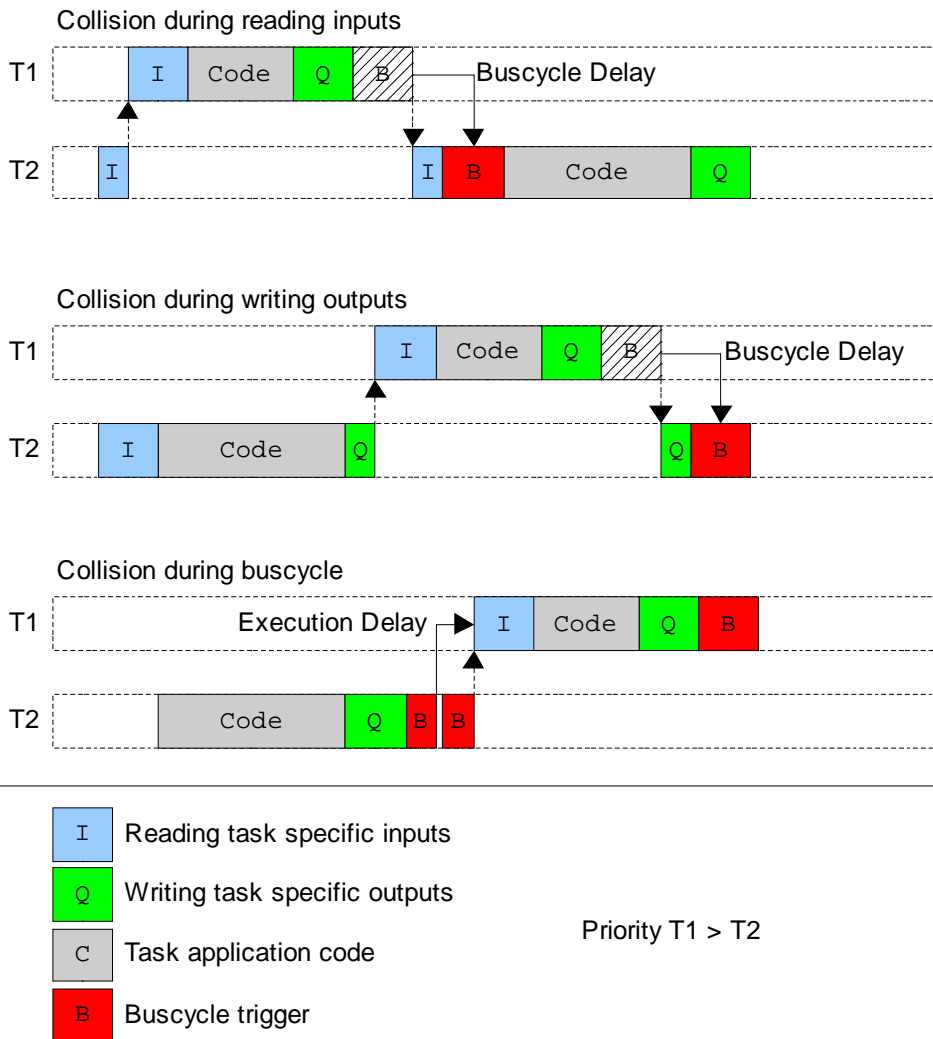 Collision during reading inputs
T1 I Code Q B Buscycle Delay
T2 I I B Code Q
Collision during writing outputs
T1 I Code Q B Buscycle Delay
T2 I Code Q Q B
Collision during buscycle
T1 Execution Delay I Code Q B
T2 Code Q B B
I Reading task specific inputs
Q Writing task specific outputs
Priority T1 > T2
C Task application code
B Buscycle trigger